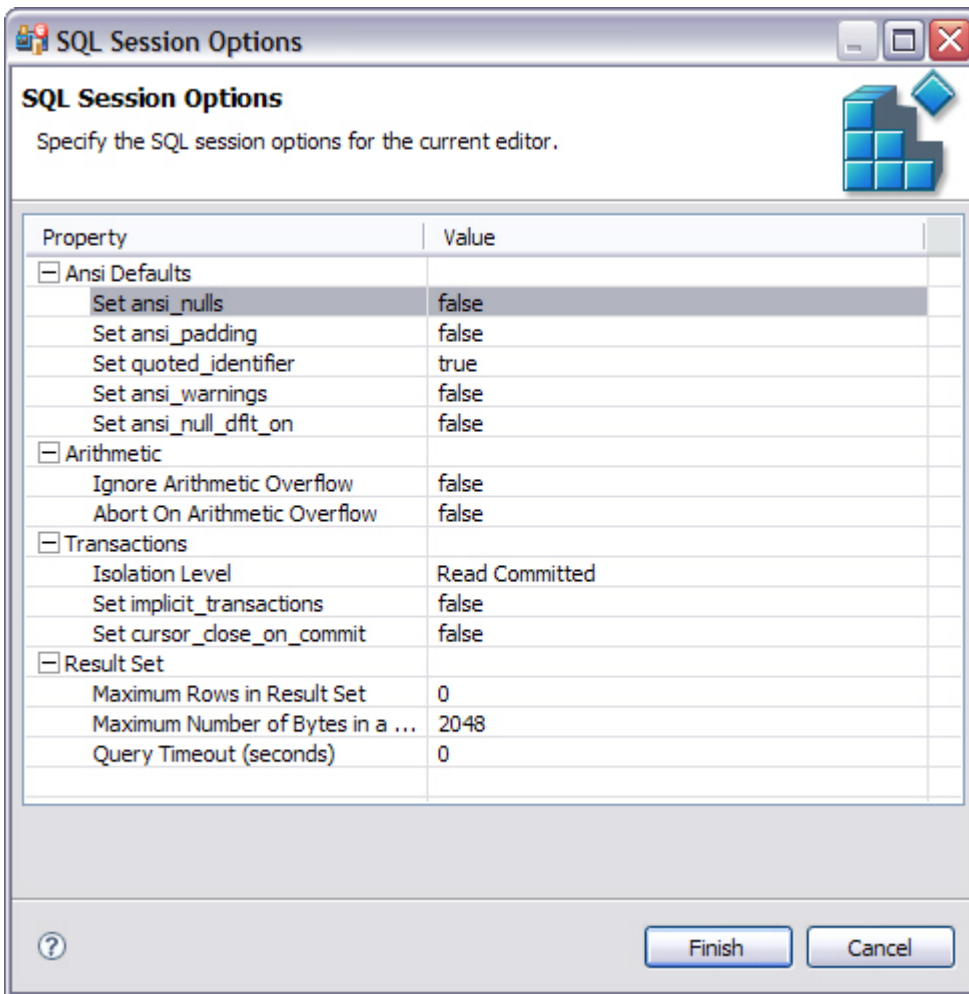 SQL Session Options
SQL Session Options
Specify the SQL session options for the current editor.
Property Value
Ansi Defaults
Set ansi_nulls false
Set ansi_padding false
Set quoted_identifier true
Set ansi_warnings false
Set ansi_null_dflt_on false
Arithmetic
Ignore Arithmetic Overflow false
Abort On Arithmetic Overflow false
Transactions
Isolation Level Read Committed
Set implicit_transactions false
Set cursor_close_on_commit false
Result Set
Maximum Rows in Result Set 0
Maximum Number of Bytes in a ... 2048
Query Timeout (seconds) 0
? Finish Cancel